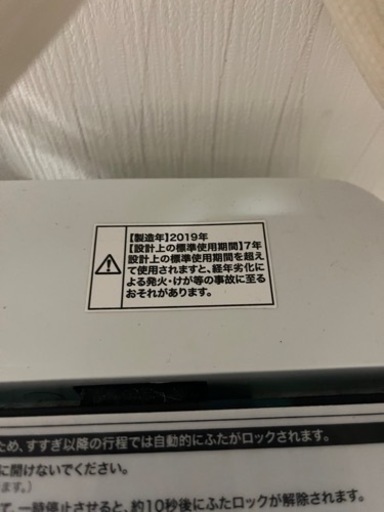 【製造年】2019年
【設計上の標準使用期間】7年
設計上の標準使用期間を超え
て使用されますと、経年劣化に
よる発火・けが等の事故に至る
おそれがあります。
ため、すすぎ以降の行程では自動的にふたがロックされます。
に開けないでください。
ます。)
て、一時停止させると、約10秒後にふたロックが解除されます。